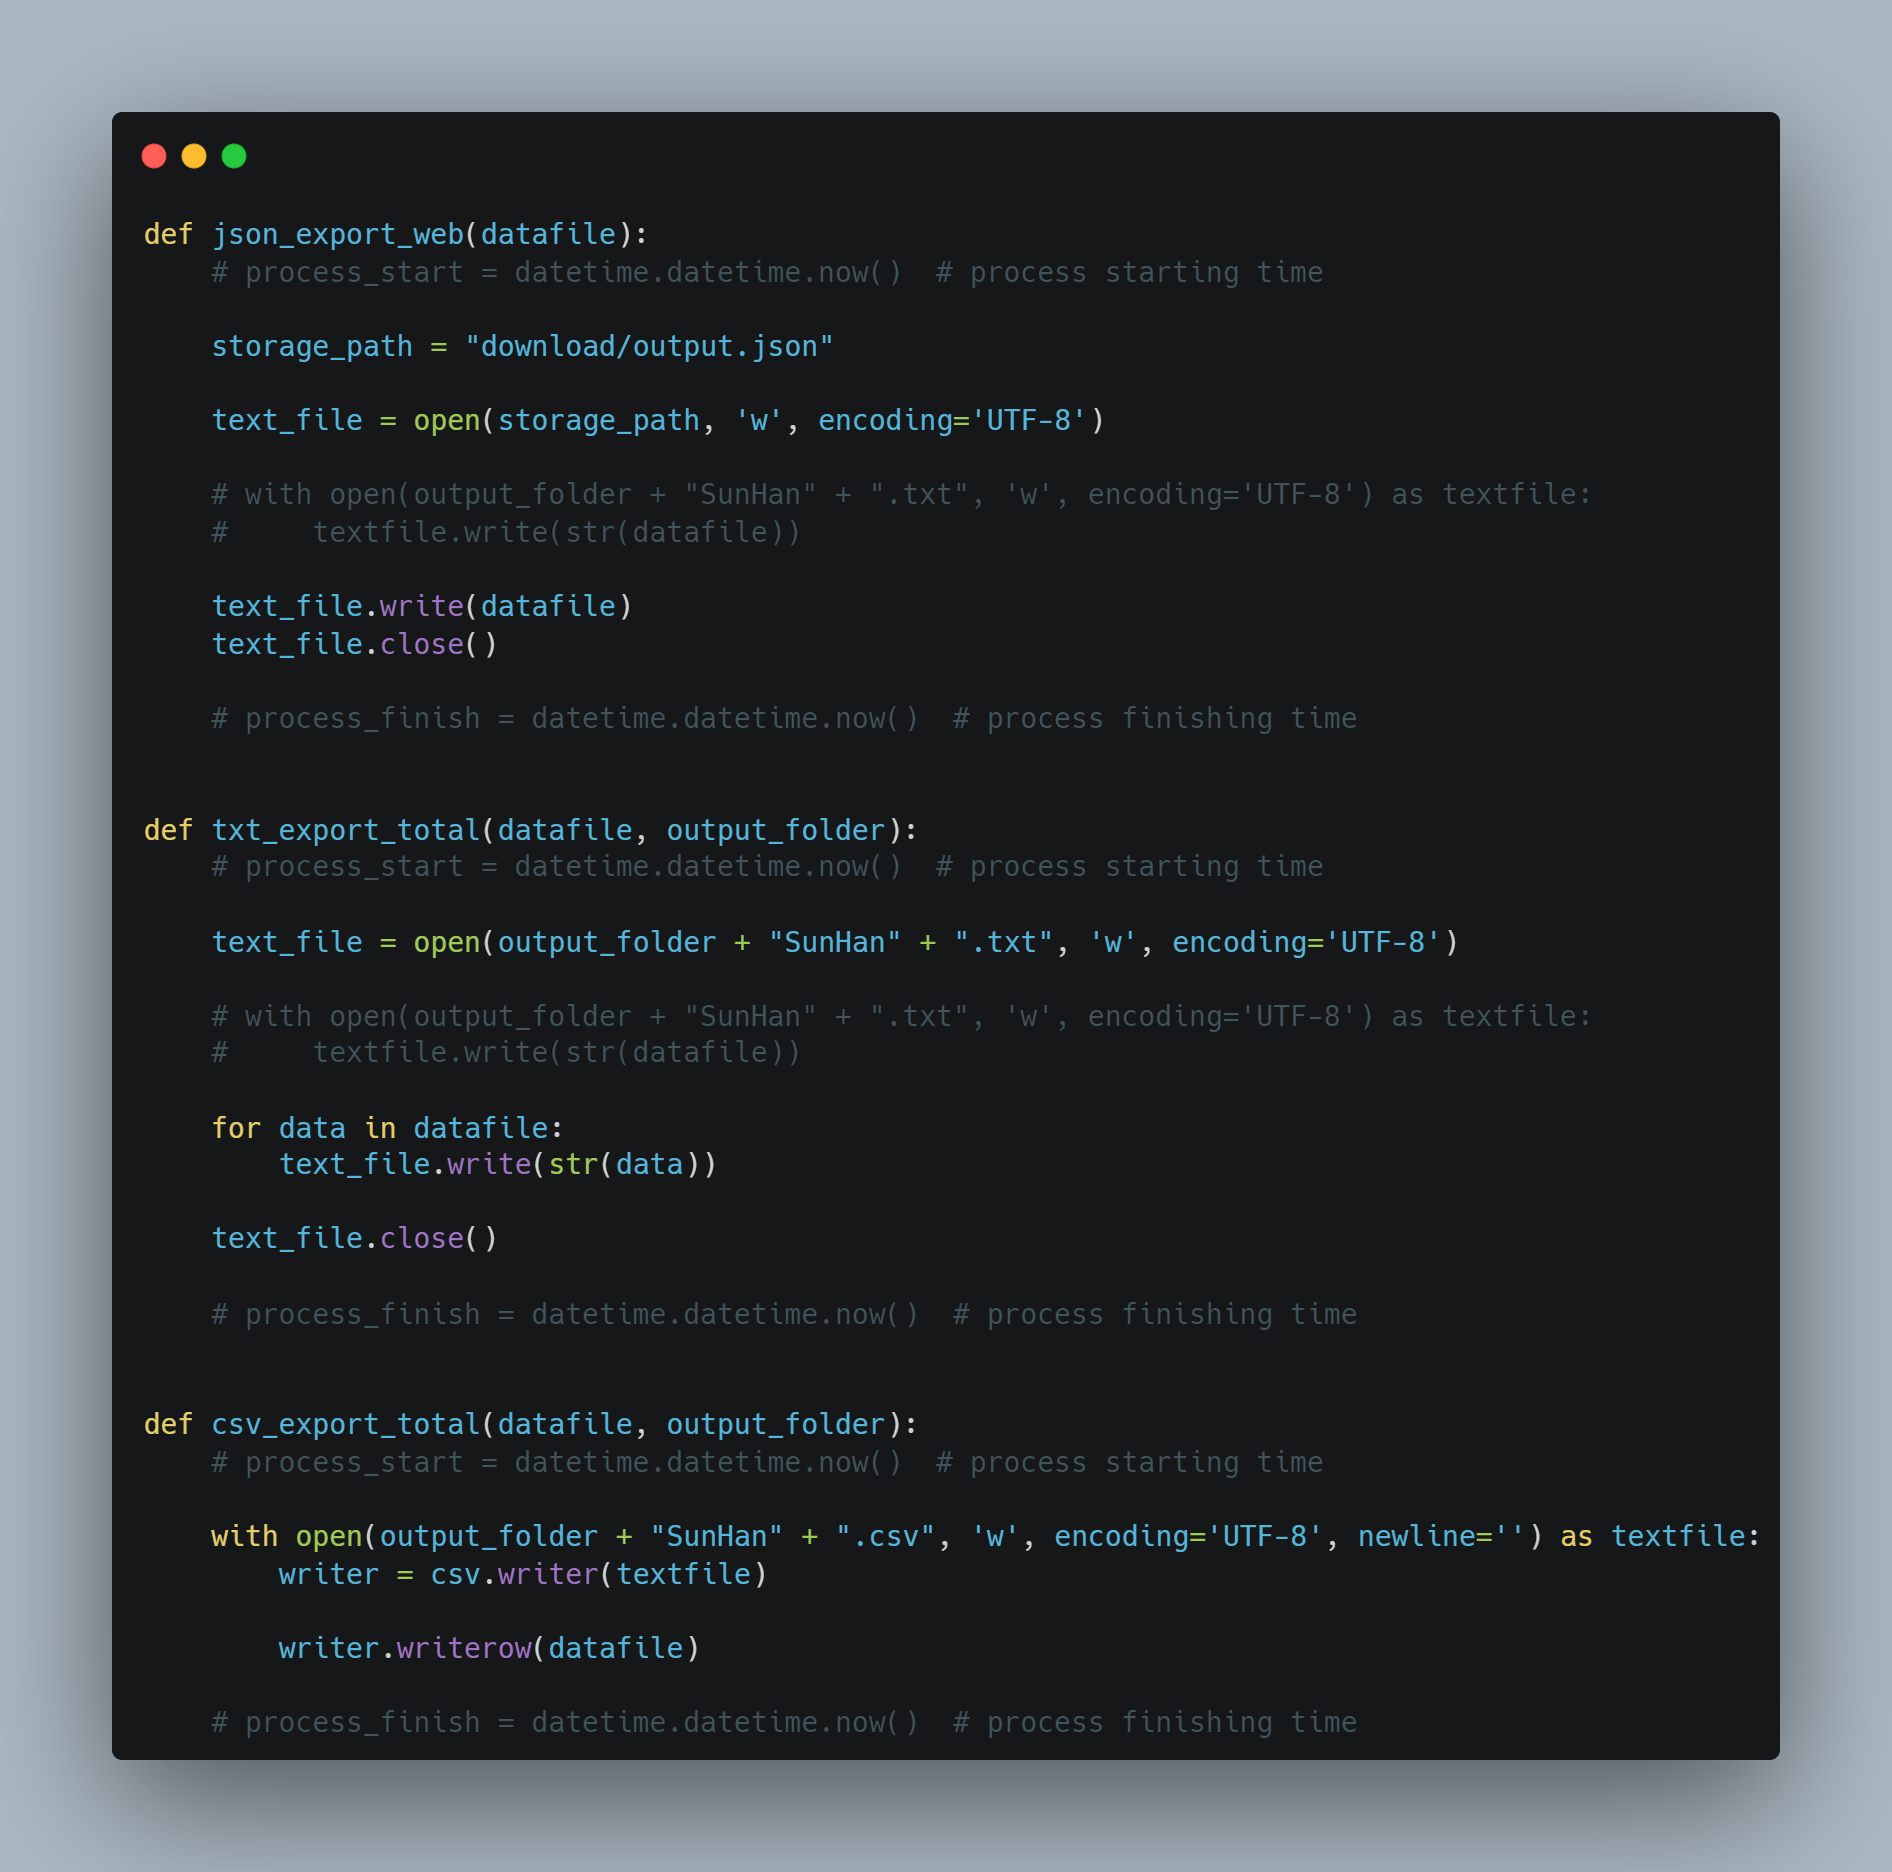 def json_export_web(datafile):
    # process_start = datetime.datetime.now()  # process starting time
    storage_path = "download/output.json"
    text_file = open(storage_path, 'w', encoding='UTF-8')
    # with open(output_folder + "SunHan" + ".txt", 'w', encoding='UTF-8') as textfile:
    #     textfile.write(str(datafile))
    text_file.write(datafile)
    text_file.close()
    # process_finish = datetime.datetime.now()  # process finishing time
def txt_export_total(datafile, output_folder):
    # process_start = datetime.datetime.now()  # process starting time
    text_file = open(output_folder + "SunHan" + ".txt", 'w', encoding='UTF-8')
    # with open(output_folder + "SunHan" + ".txt", 'w', encoding='UTF-8') as textfile:
    #     textfile.write(str(datafile))
    for data in datafile:
        text_file.write(str(data))
    text_file.close()
    # process_finish = datetime.datetime.now()  # process finishing time
def csv_export_total(datafile, output_folder):
    # process_start = datetime.datetime.now()  # process starting time
    with open(output_folder + "SunHan" + ".csv", 'w', encoding='UTF-8', newline='') as textfile:
        writer = csv.writer(textfile)
        writer.writerow(datafile)
    # process_finish = datetime.datetime.now()  # process finishing time